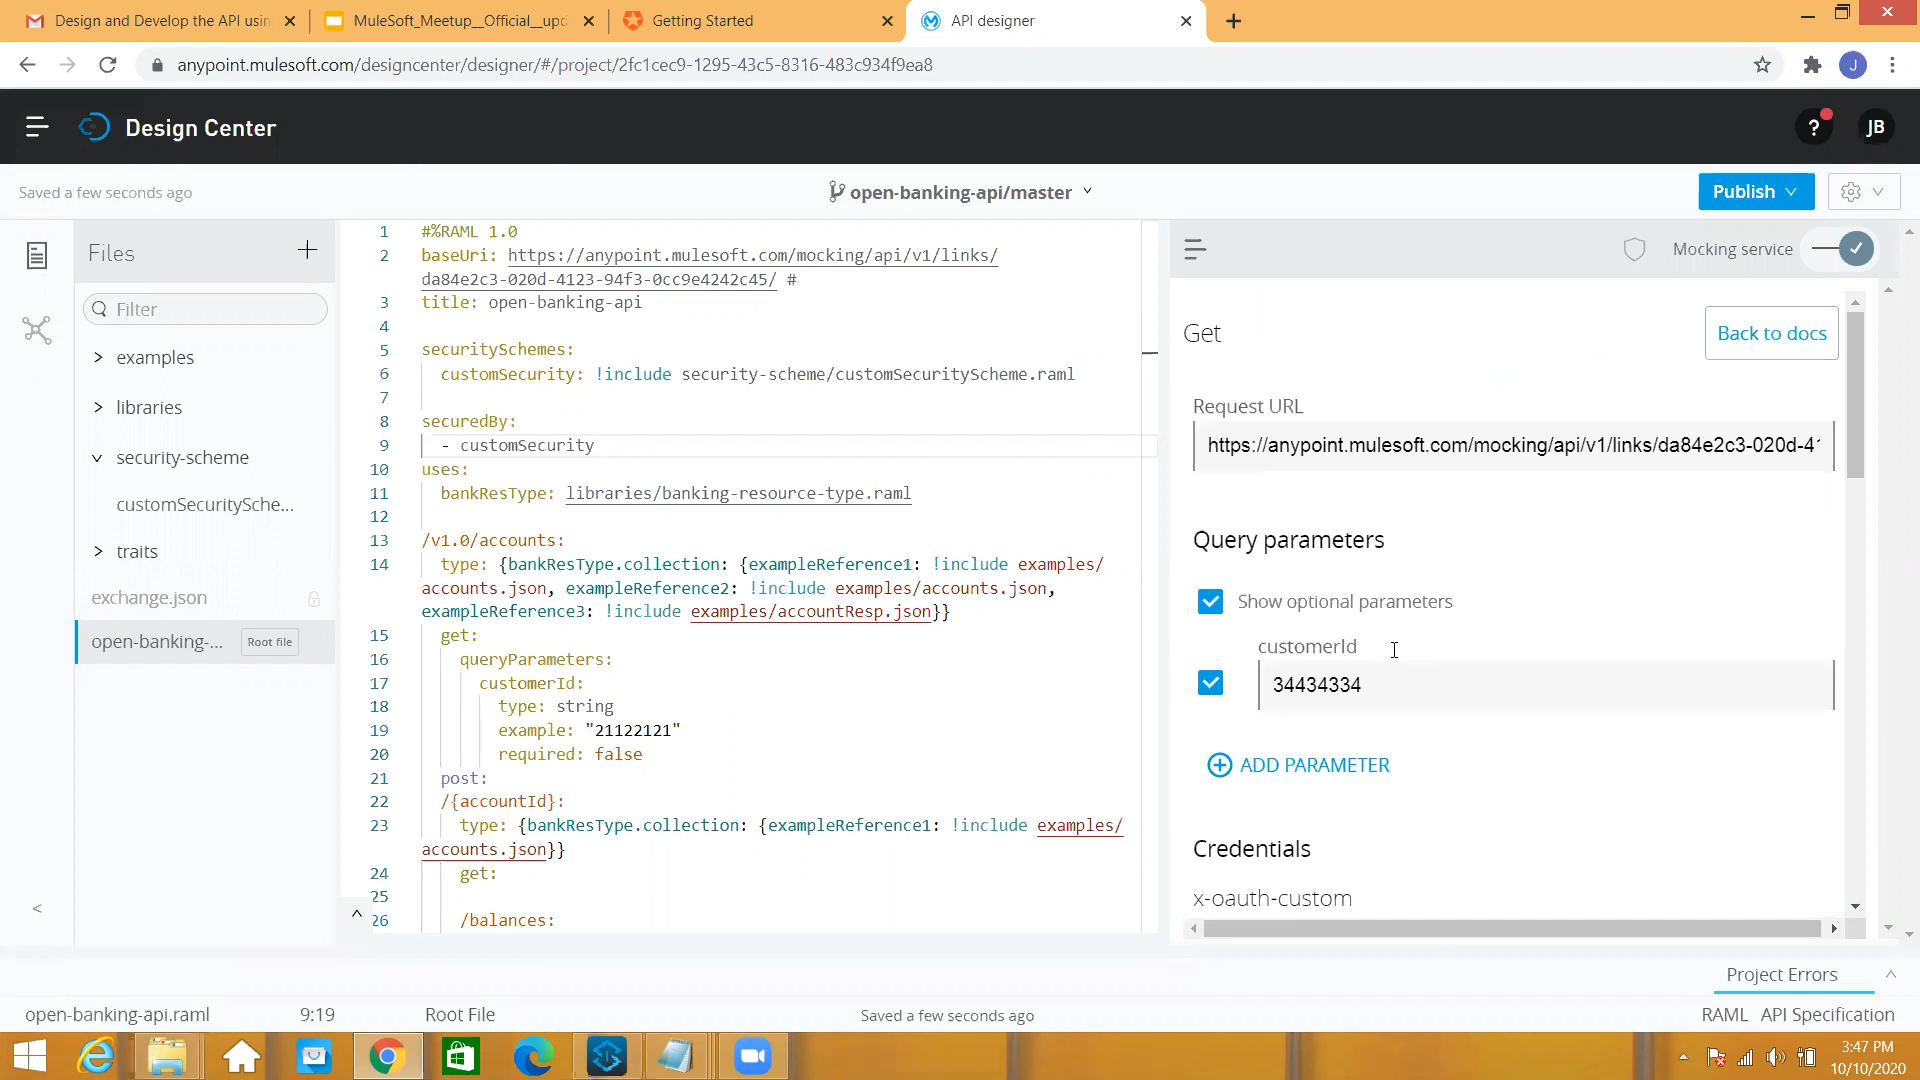 Design and Develop the API usin
MuleSoft_Meetup__Official__upd
Getting Started
API designer
anypoint.mulesoft.com/designcenter/designer/#/project/2fc1cec9-1295-43c5-8316-483c934f9ea8
J
Design Center
?
JB
Saved a few seconds ago
open-banking-api/master
Publish
Files
Filter
examples
libraries
security-scheme
customSecuritySche...
traits
exchange.json
open-banking-...
Root file
1 #%RAML 1.0
2 baseUri: https://anypoint.mulesoft.com/mocking/api/v1/links/
da84e2c3-020d-4123-94f3-0cc9e4242c45/ #
3 title: open-banking-api
4
5 securitySchemes:
6 customSecurity: !include security-scheme/customSecurityScheme.raml
7
8 securedBy:
9 - customSecurity
10 uses:
11 bankResType: libraries/banking-resource-type.raml
12
13 /v1.0/accounts:
14 type: {bankResType.collection: {exampleReference1: !include examples/
accounts.json, exampleReference2: !include examples/accounts.json,
exampleReference3: !include examples/accountResp.json}}
15 get:
16 queryParameters:
17 customerId:
18 type: string
19 example: "21122121"
20 required: false
21 post:
22 /{accountId}:
23 type: {bankResType.collection: {exampleReference1: !include examples/
accounts.json}}
24 get:
25
26 /balances:
Mocking service
Get
Back to docs
Request URL
https://anypoint.mulesoft.com/mocking/api/v1/links/da84e2c3-020d-41
Query parameters
Show optional parameters
customerId
34434334
ADD PARAMETER
Credentials
x-oauth-custom
Project Errors
open-banking-api.raml
9:19
Root File
Saved a few seconds ago
RAML
API Specification
3:47 PM
10/10/2020